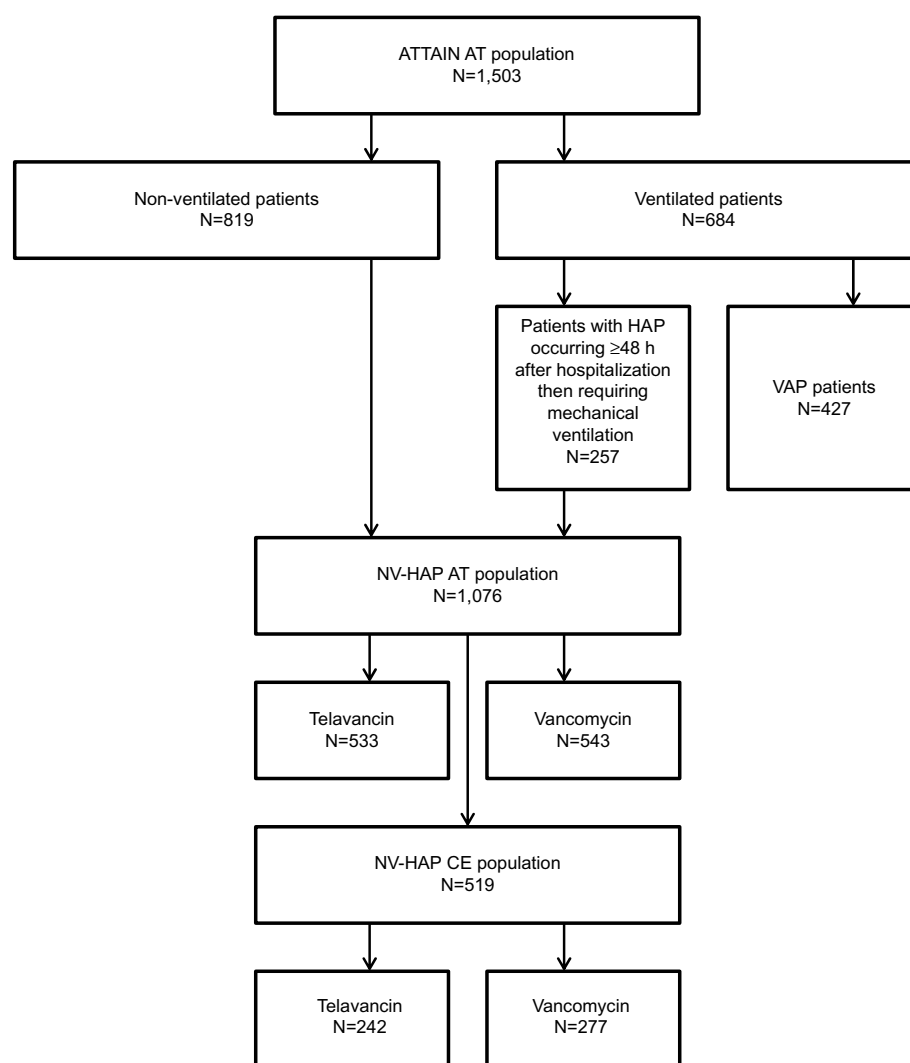 ATTAIN AT population
N=1,503
Non-ventilated patients
N=819
Ventilated patients
N=684
Patients with HAP
occurring ≥48 h
after hospitalization
then requiring
mechanical
ventilation
N=257
VAP patients
N=427
NV-HAP AT population
N=1,076
Telavancin
N=533
Vancomycin
N=543
NV-HAP CE population
N=519
Telavancin
N=242
Vancomycin
N=277